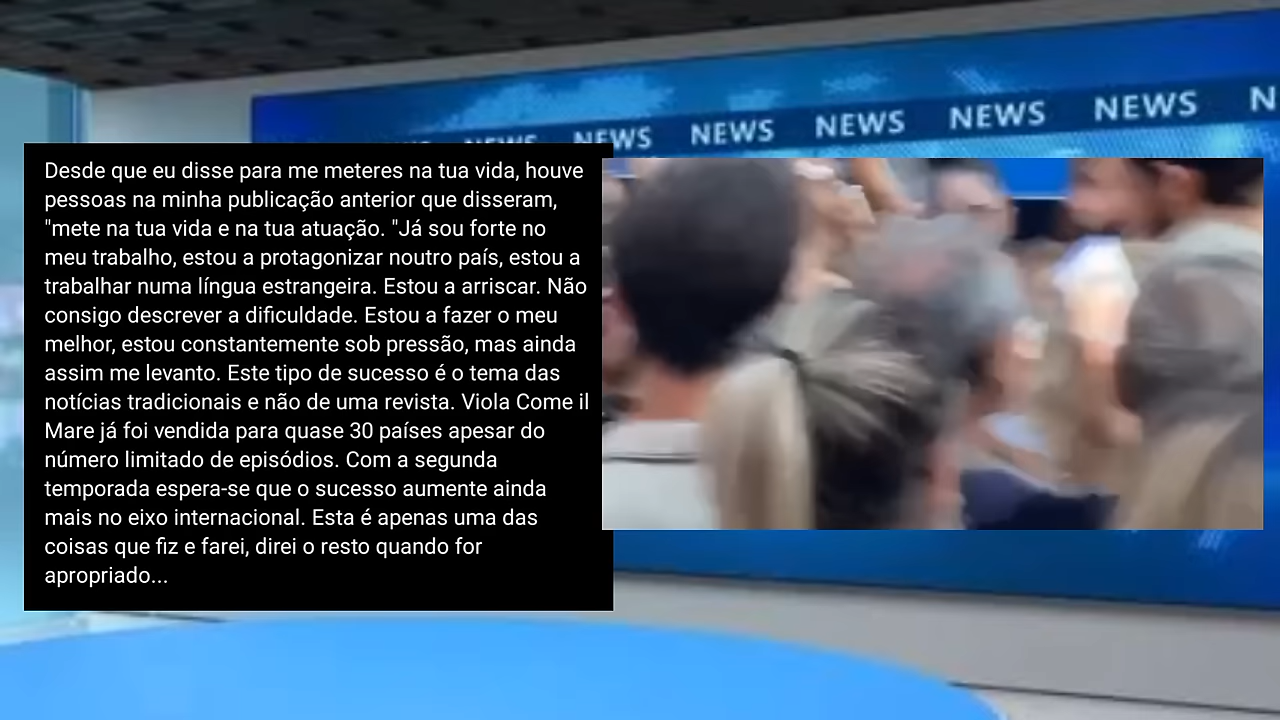 NEWS NEWS NEWS NEWS NEWS
Desde que eu disse para me meteres na tua vida, houve
pessoas na minha publicação anterior que disseram,
"mete na tua vida e na tua atuação. "Já sou forte no
meu trabalho, estou a protagonizar noutro país, estou a
trabalhar numa língua estrangeira. Estou a arriscar. Não
consigo descrever a dificuldade. Estou a fazer o meu
melhor, estou constantemente sob pressão, mas ainda
assim me levanto. Este tipo de sucesso é o tema das
notícias tradicionais e não de uma revista. Viola Come il
Mare já foi vendida para quase 30 países apesar do
número limitado de episódios. Com a segunda
temporada espera-se que o sucesso aumente ainda
mais no eixo internacional. Esta é apenas uma das
coisas que fiz e farei, direi o resto quando for
apropriado...